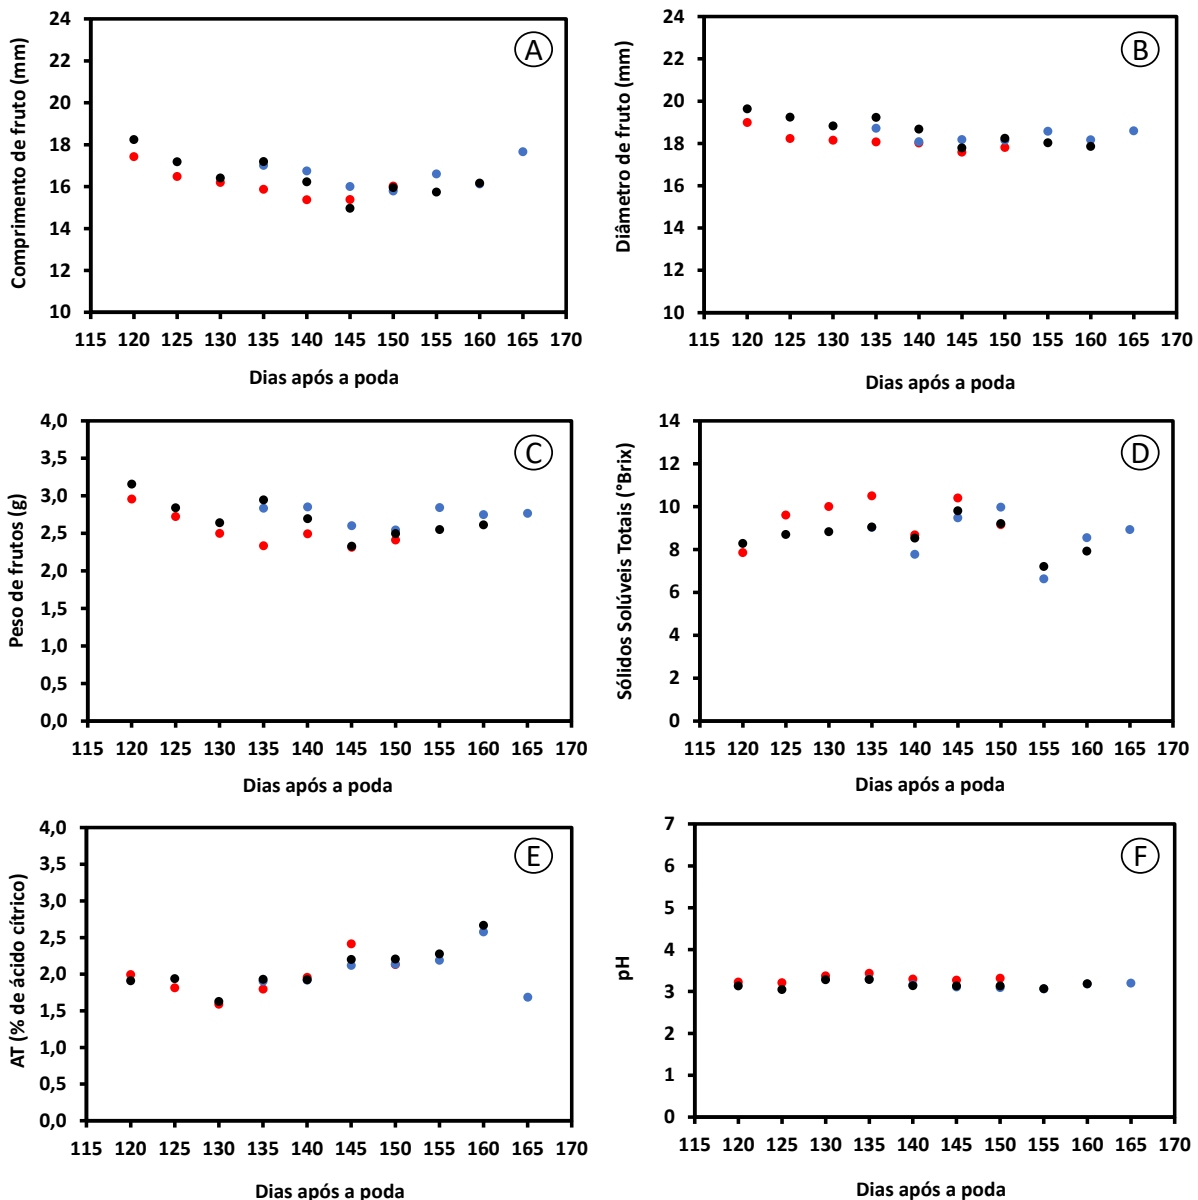 24
22
20
18
16
14
12
10
Comprimento de fruto (mm)
A
115 120 125 130 135 140 145 150 155 160 165 170
Dias após a poda
24
22
20
18
16
14
12
10
Diâmetro de fruto (mm)
B
115 120 125 130 135 140 145 150 155 160 165 170
Dias após a poda
4,0
3,5
3,0
2,5
2,0
1,5
1,0
0,5
0,0
Peso de frutos (g)
C
115 120 125 130 135 140 145 150 155 160 165 170
Dias após a poda
14
12
10
8
6
4
2
0
Sólidos Solúveis Totais (°Brix)
D
115 120 125 130 135 140 145 150 155 160 165 170
Dias após a poda
4,0
3,5
3,0
2,5
2,0
1,5
1,0
0,5
0,0
AT (% de ácido cítrico)
E
115 120 125 130 135 140 145 150 155 160 165 170
Dias após a poda
7
6
5
4
3
2
1
0
pH
F
115 120 125 130 135 140 145 150 155 160 165 170
Dias após a poda